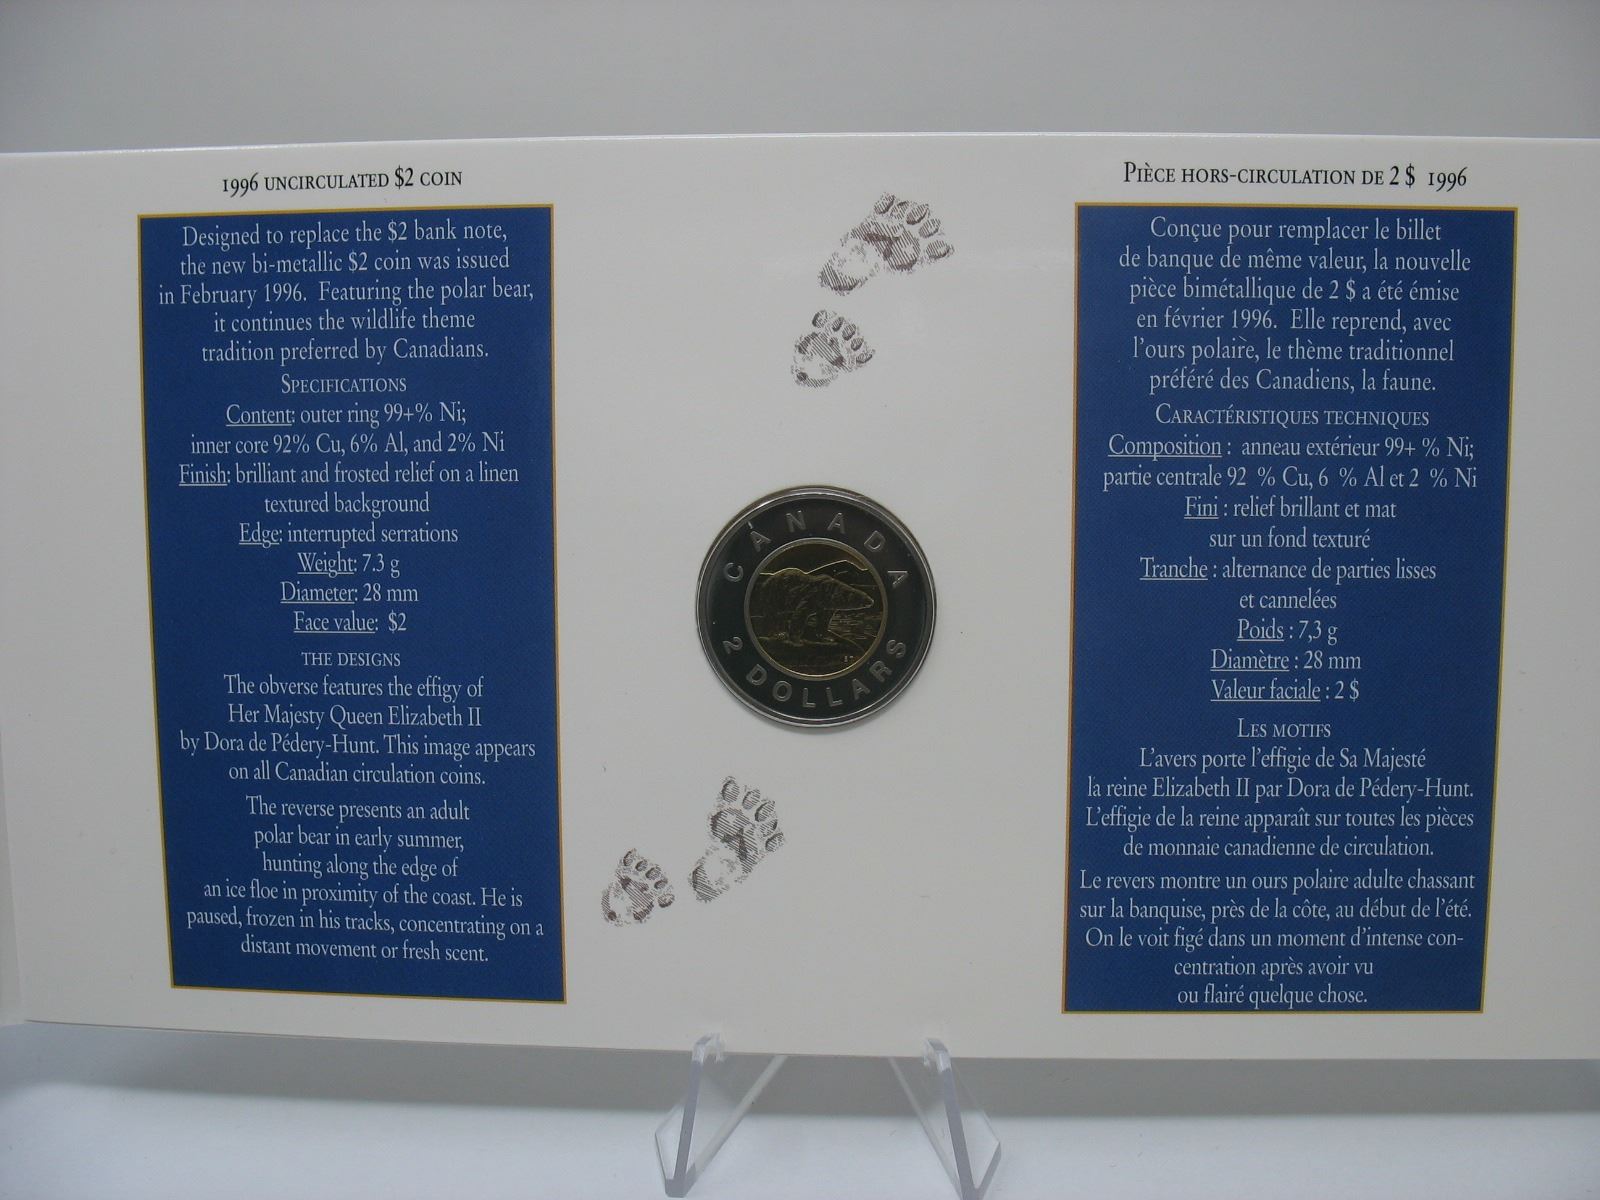 1996 UNCIRCULATED $2 COIN
Designed to replace the $2 bank note,
the new bi-metallic $2 coin was issued
in February 1996. Featuring the polar bear,
it continues the wildlife theme
tradition preferred by Canadians.
SPECIFICATIONS
Content: outer ring 99+% Ni;
inner core 92% Cu, 6% Al, and 2% Ni
Finish: brilliant and frosted relief on a linen
textured background
Edge: interrupted serrations
Weight: 7.3 g
Diameter: 28 mm
Face value: $2
THE DESIGNS
The obverse features the effigy of
Her Majesty Queen Elizabeth II
by Dora de Pédery-Hunt. This image appears
on all Canadian circulation coins.
The reverse presents an adult
polar bear in early summer,
hunting along the edge of
an ice floe in proximity of the coast. He is
paused, frozen in his tracks, concentrating on a
distant movement or fresh scent.
CANADA
2 DOLLARS
PIÈCE HORS-CIRCULATION DE 2 $ 1996
Conçue pour remplacer le billet
de banque de même valeur, la nouvelle
pièce bimétallique de 2 $ a été émise
en février 1996. Elle reprend, avec
l'ours polaire, le thème traditionnel
préféré des Canadiens, la faune.
CARACTÉRISTIQUES TECHNIQUES
Composition : anneau extérieur 99+ % Ni;
partie centrale 92 % Cu, 6 % Al et 2 % Ni
Fini : relief brillant et mat
sur un fond texturé
Tranche : alternance de parties lisses
et cannelées
Poids : 7,3 g
Diamètre : 28 mm
Valeur faciale : 2 $
LES MOTIFS
L'avers porte l'effigie de Sa Majesté
la reine Elizabeth II par Dora de Pédery-Hunt.
L'effigie de la reine apparaît sur toutes les pièces
de monnaie canadienne de circulation.
Le revers montre un ours polaire adulte chassant
sur la banquise, près de la côte, au début de l'été.
On le voit figé dans un moment d'intense con-
centration après avoir vu
ou flairé quelque chose.